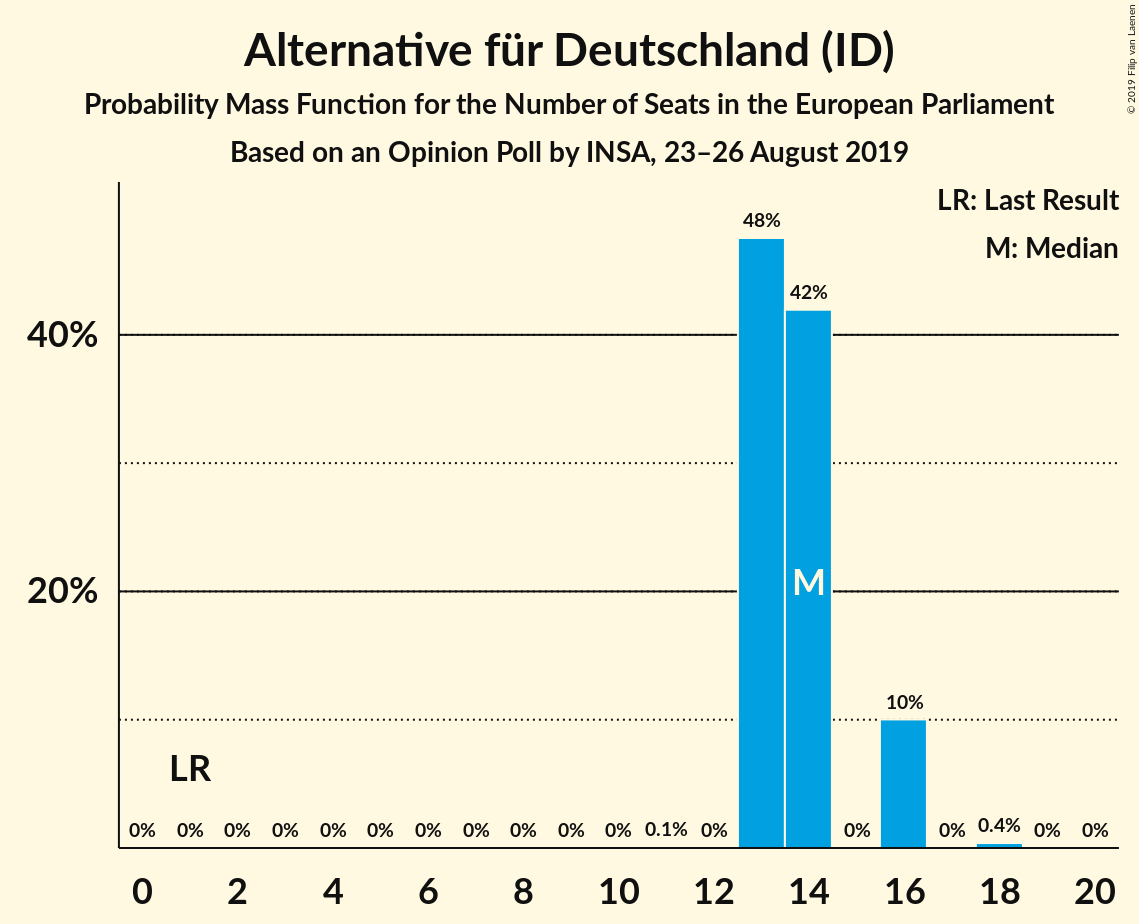 Alternative für Deutschland (ID)
Probability Mass Function for the Number of Seats in the European Parliament
Based on an Opinion Poll by INSA, 23–26 August 2019
© 2019 Filip van Laenen
LR: Last Result
M: Median
48%
42%
40%
20%
M
10%
LR
0% 0% 0% 0% 0% 0% 0% 0% 0% 0% 0% 0.1% 0% 0% 0% 0.4% 0% 0%
0 2 4 6 8 10 12 14 16 18 20